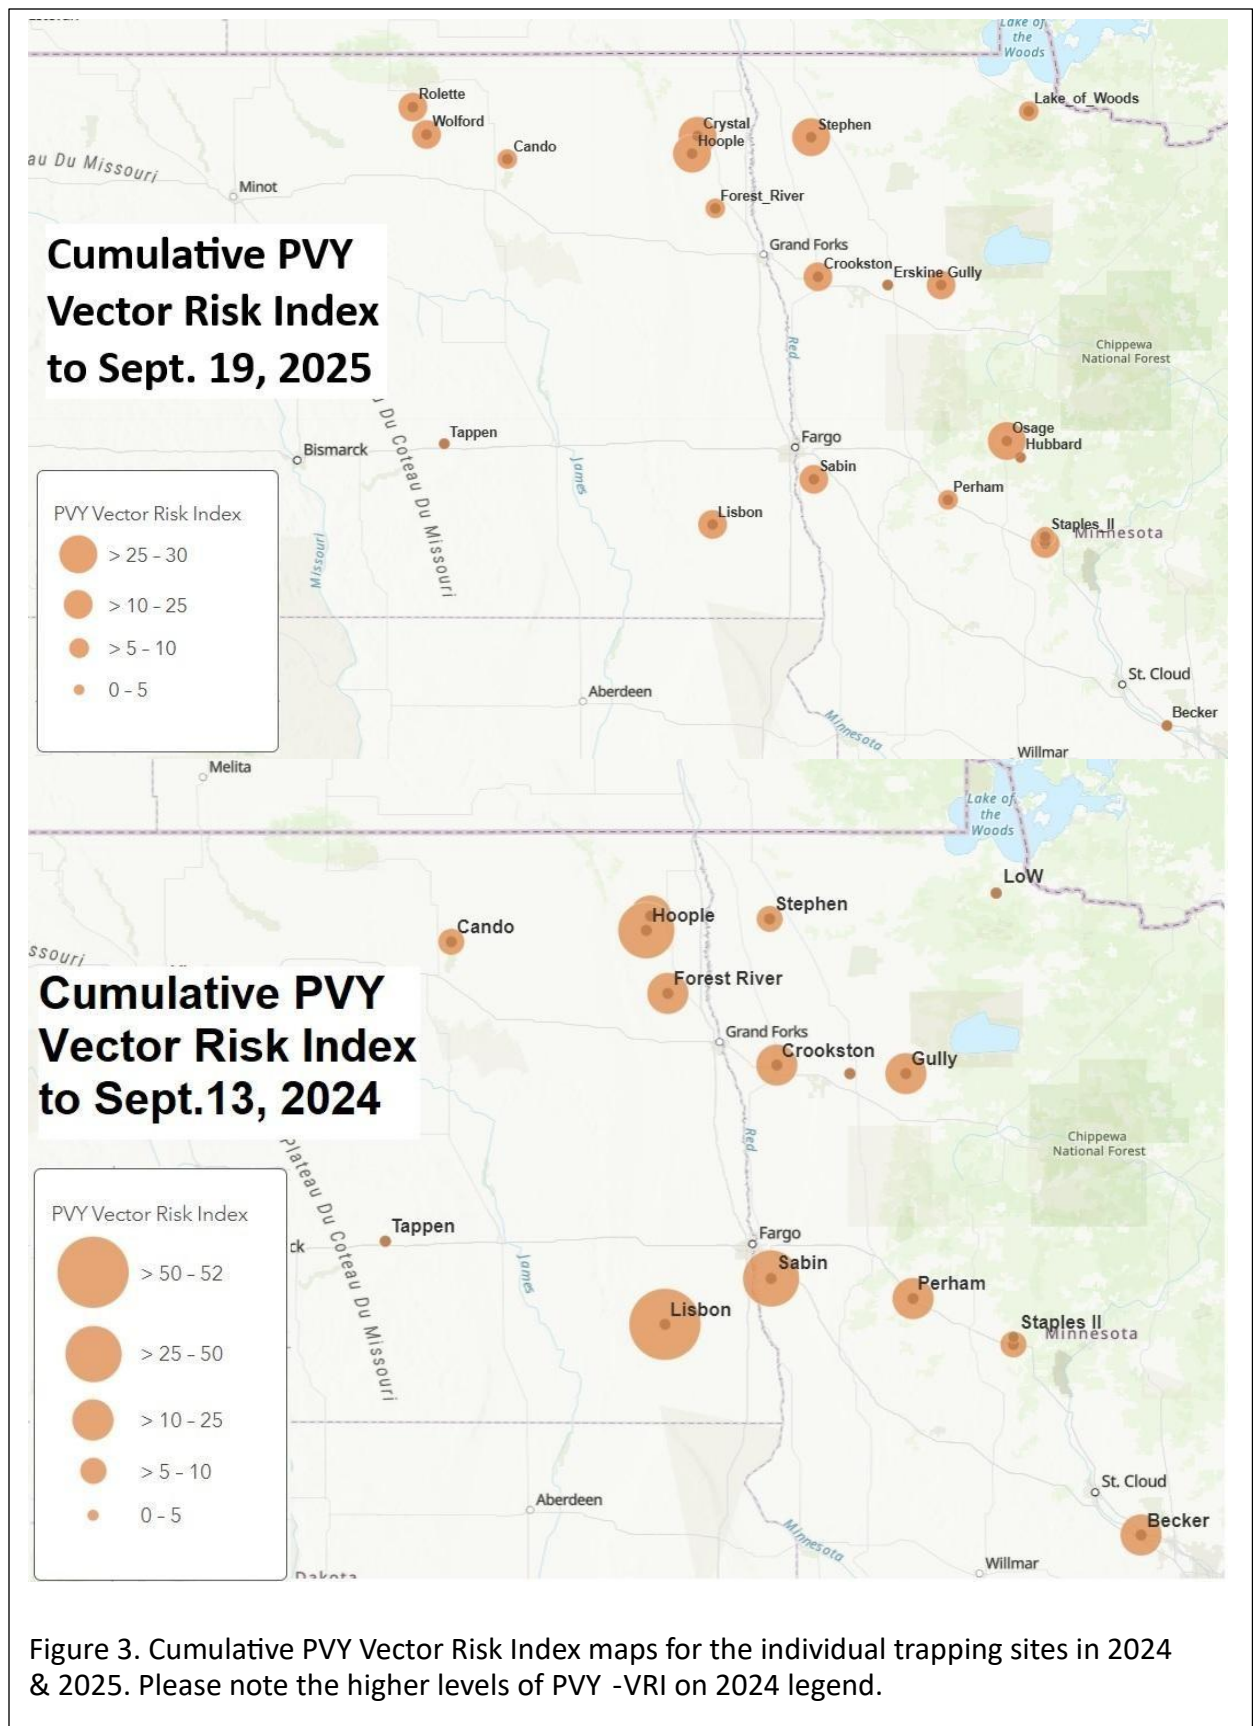 Lake of
the
Woods
Rolette
Wolford
Cando
Crystal
Hoople
Stephen
Lake_of_Woods
au Du Missouri
Minot
Forest_River
Grand Forks
Crookston
Erskine Gully
Cumulative PVY
Vector Risk Index
to Sept. 19, 2025
Red
Chippewa
National Forest
Du Coteau Du Missouri
Tappen
Bismarck
Fargo
Osage
Hubbard
James
Sabin
Perham
Lisbon
Staples_II
Minnesota
Missouri
PVY Vector Risk Index
> 25 - 30
> 10 - 25
> 5 - 10
0 - 5
Aberdeen
St. Cloud
Becker
Minnesota
Willmar
Melita
Lake of
the
Woods
LoW
Stephen
Hoople
Cando
ssouri
Forest River
Cumulative PVY
Vector Risk Index
to Sept.13, 2024
Grand Forks
Crookston
Gully
Red
Chippewa
National Forest
Plateau Du Coteau Du Missouri
Tappen
ck
Fargo
James
Sabin
Perham
Lisbon
Staples II
Minnesota
PVY Vector Risk Index
> 50 - 52
> 25 - 50
> 10 - 25
> 5 - 10
0 - 5
Aberdeen
St. Cloud
Becker
Minnesota
Willmar
Dakota
Figure 3. Cumulative PVY Vector Risk Index maps for the individual trapping sites in 2024
& 2025. Please note the higher levels of PVY -VRI on 2024 legend.